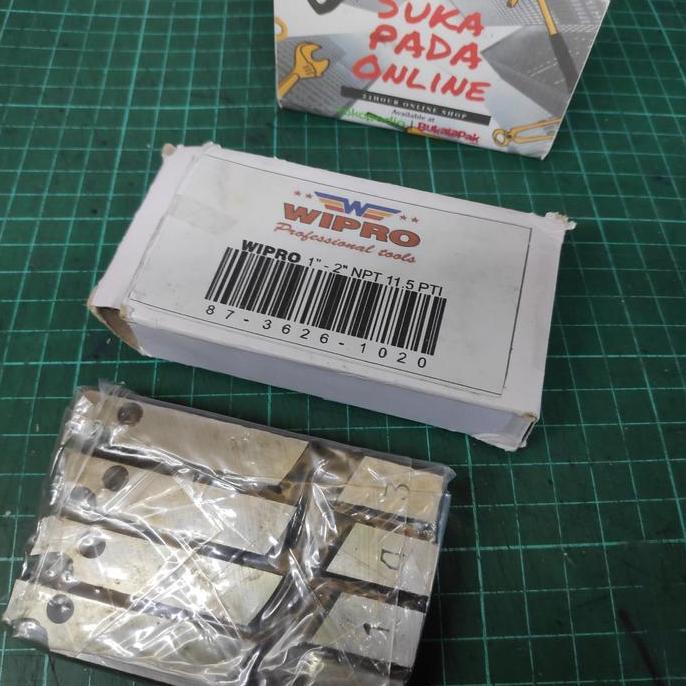 SUKA
PADA
ONLINE
24HOUR ONLINE SHOP
Available at
BukaLapak
WIPRO
Professional tools
WIPRO 1" - 2" NPT 11.5 PTI
87-3626-1020